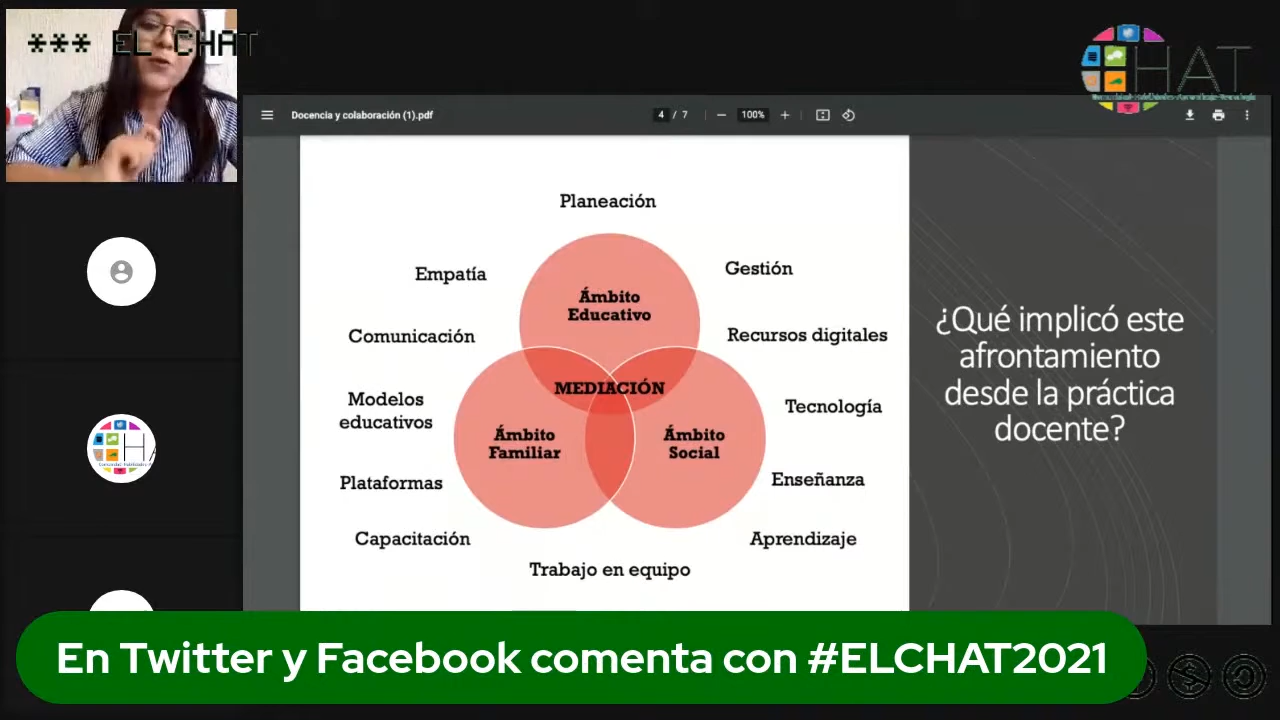 *** EL CHAT
HAT
Docencia y colaboración (1).pdf
4 / 7
100%
Planeación
Empatía
Gestión
Ámbito
Educativo
Comunicación
Recursos digitales
MEDIACIÓN
Modelos
educativos
Tecnología
Ámbito
Familiar
Ámbito
Social
Plataformas
Enseñanza
Capacitación
Aprendizaje
Trabajo en equipo
¿Qué implicó este
afrontamiento
desde la práctica
docente?
En Twitter y Facebook comenta con #ELCHAT2021